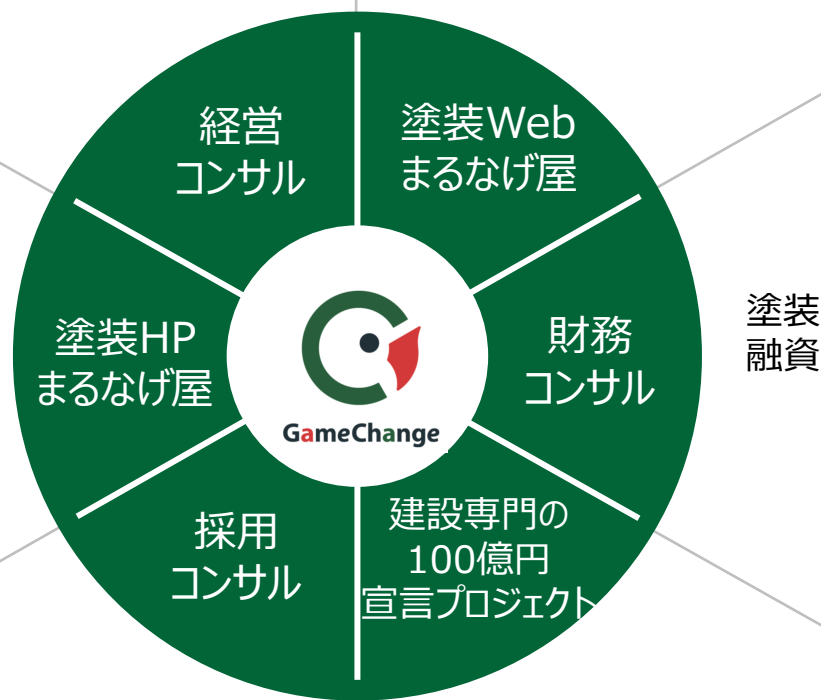 経営
コンサル
塗装Web
まるなげ屋
塗装HP
まるなげ屋
GameChange
財務
コンサル
塗装
融資
採用
コンサル
建設専門の
100億円
宣言プロジェクト